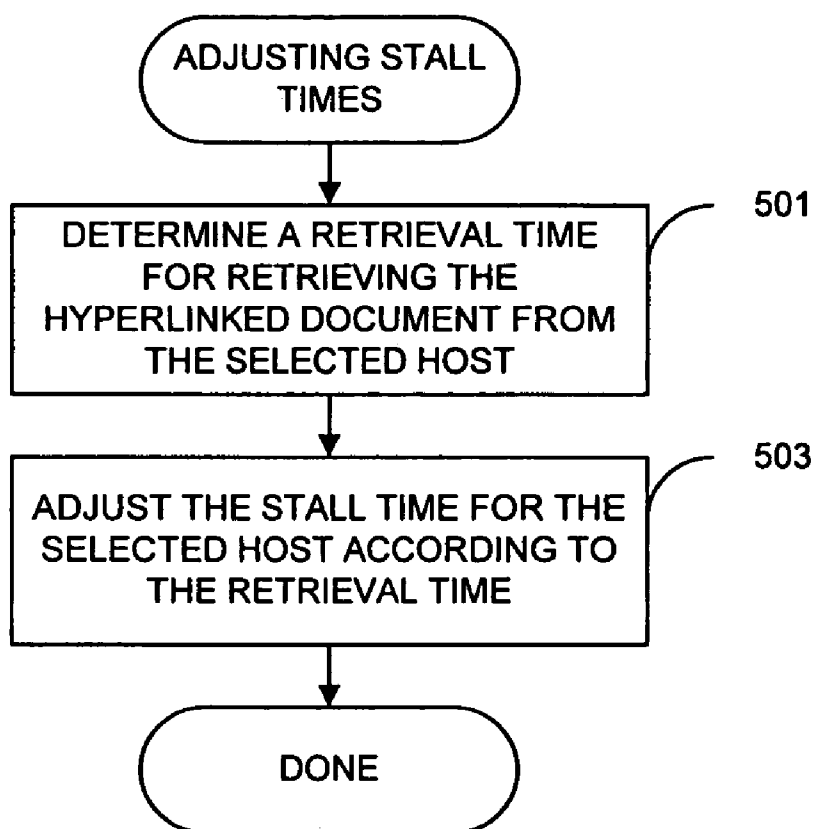 ADJUSTING STALL
TIMES
501
DETERMINE A RETRIEVAL TIME
FOR RETRIEVING THE
HYPERLINKED DOCUMENT FROM
THE SELECTED HOST
503
ADJUST THE STALL TIME FOR THE
SELECTED HOST ACCORDING TO
THE RETRIEVAL TIME
DONE